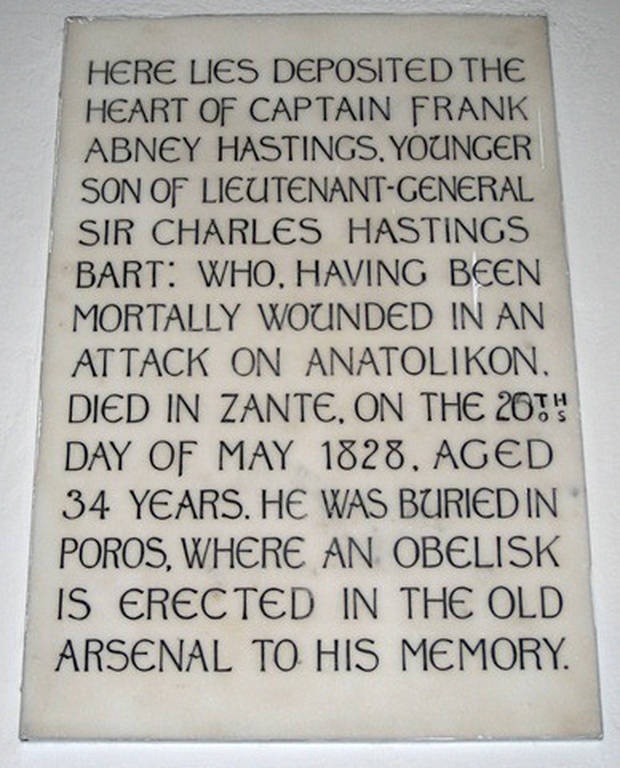 HERE LIES DEPOSITED THE
HEART OF CAPTAIN FRANK
ABNEY HASTINGS, YOUNGER
SON OF LIEUTENANT-GENERAL
SIR CHARLES HASTINGS
BART: WHO, HAVING BEEN
MORTALLY WOUNDED IN AN
ATTACK ON ANATOLIKON,
DIED IN ZANTE, ON THE
DAY OF MAY 1828, AGED
34 YEARS. HE WAS BURIED IN
POROS, WHERE AN OBELISK
IS ERECTED IN THE OLD
ARSENAL TO HIS MEMORY.